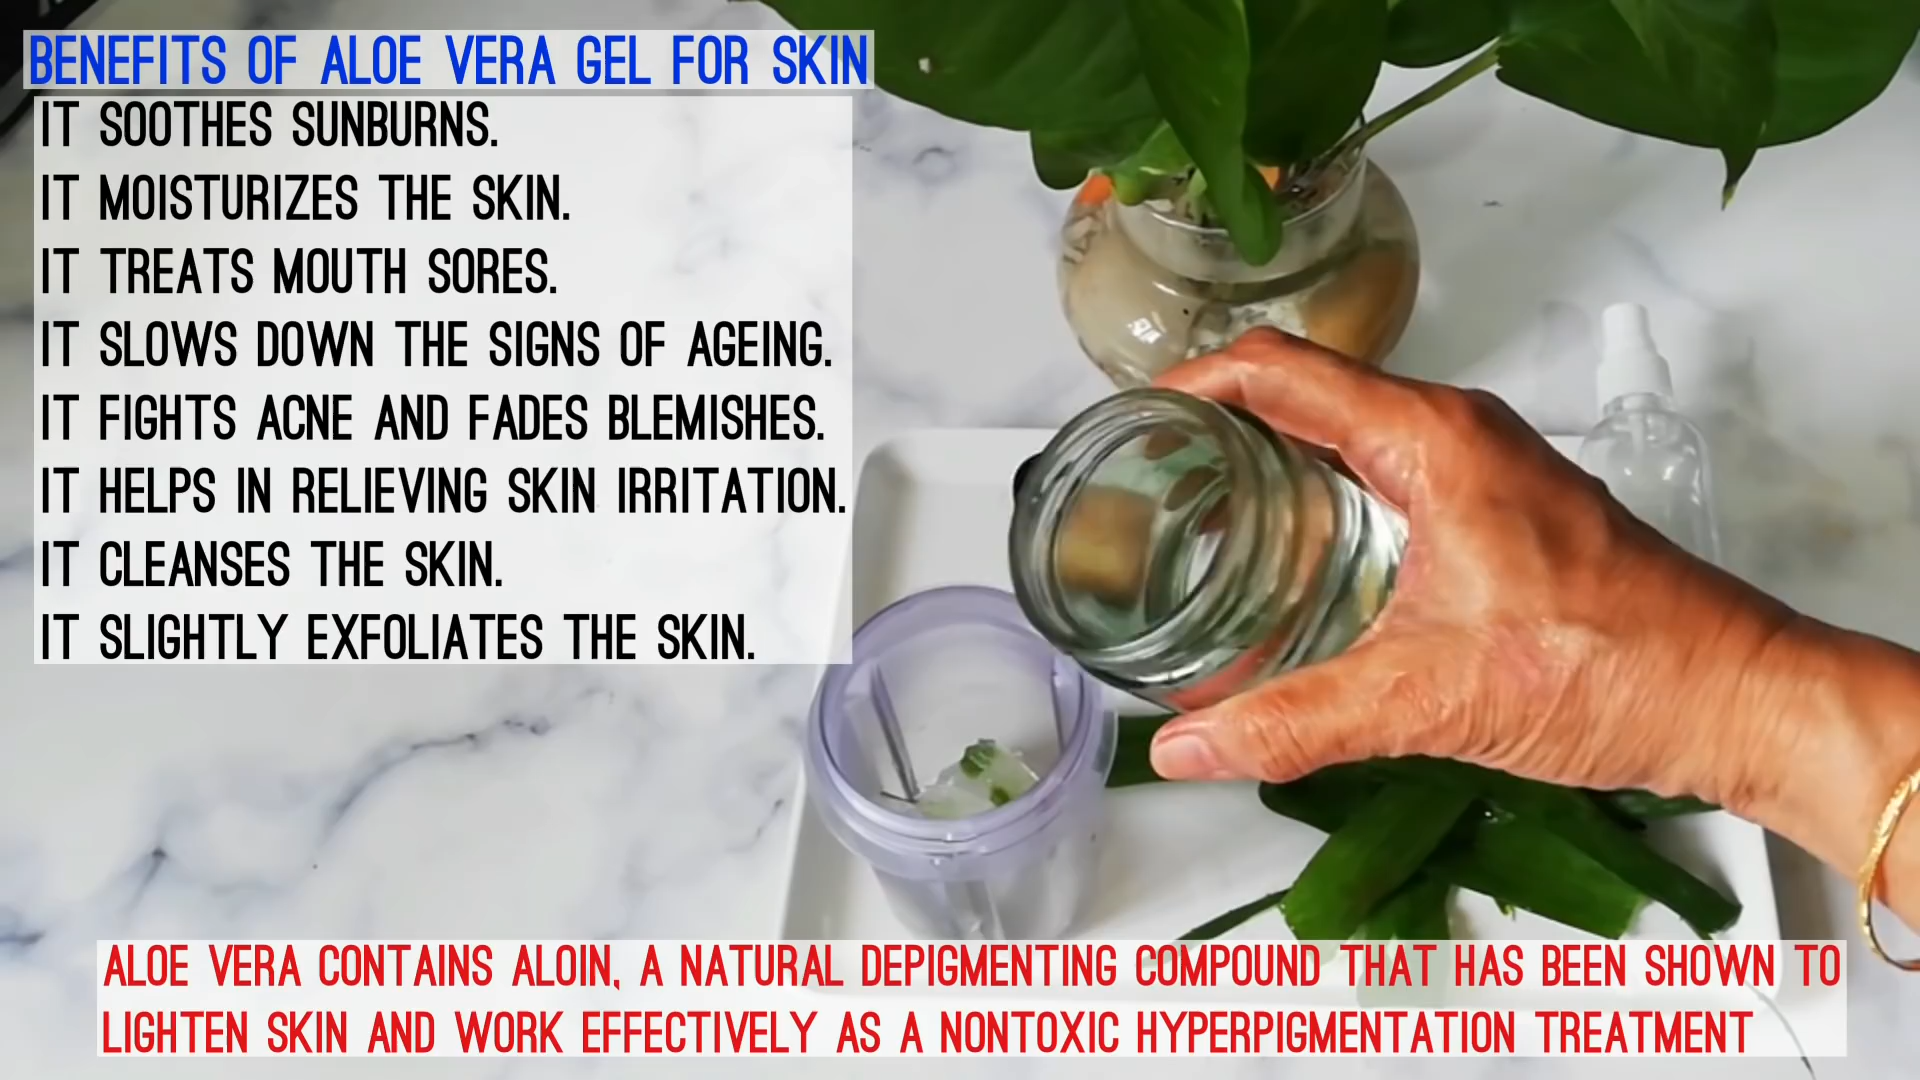 BENEFITS OF ALOE VERA GEL FOR SKIN
IT SOOTHES SUNBURNS.
IT MOISTURIZES THE SKIN.
IT TREATS MOUTH SORES.
IT SLOWS DOWN THE SIGNS OF AGEING.
IT FIGHTS ACNE AND FADES BLEMISHES.
IT HELPS IN RELIEVING SKIN IRRITATION.
IT CLEANSES THE SKIN.
IT SLIGHTLY EXFOLIATES THE SKIN.
ALOE VERA CONTAINS ALOIN, A NATURAL DEPIGMENTING COMPOUND THAT HAS BEEN SHOWN TO
LIGHTEN SKIN AND WORK EFFECTIVELY AS A NONTOXIC HYPERPIGMENTATION TREATMENT